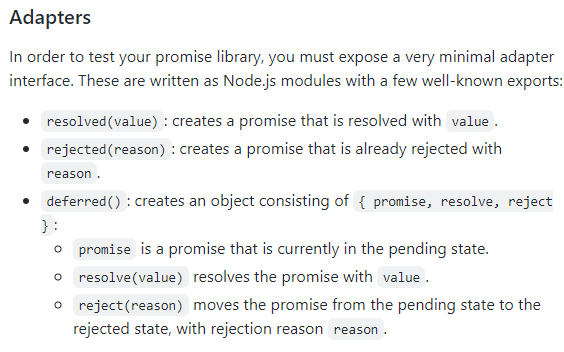 Adapters
In order to test your promise library, you must expose a very minimal adapter
interface. These are written as Node.js modules with a few well-known exports:
• resolved(value) : creates a promise that is resolved with value .
• rejected(reason) : creates a promise that is already rejected with
reason .
• deferred() : creates an object consisting of { promise, resolve, reject
} :
◦ promise is a promise that is currently in the pending state.
◦ resolve(value) resolves the promise with value .
◦ reject(reason) moves the promise from the pending state to the
rejected state, with rejection reason reason .